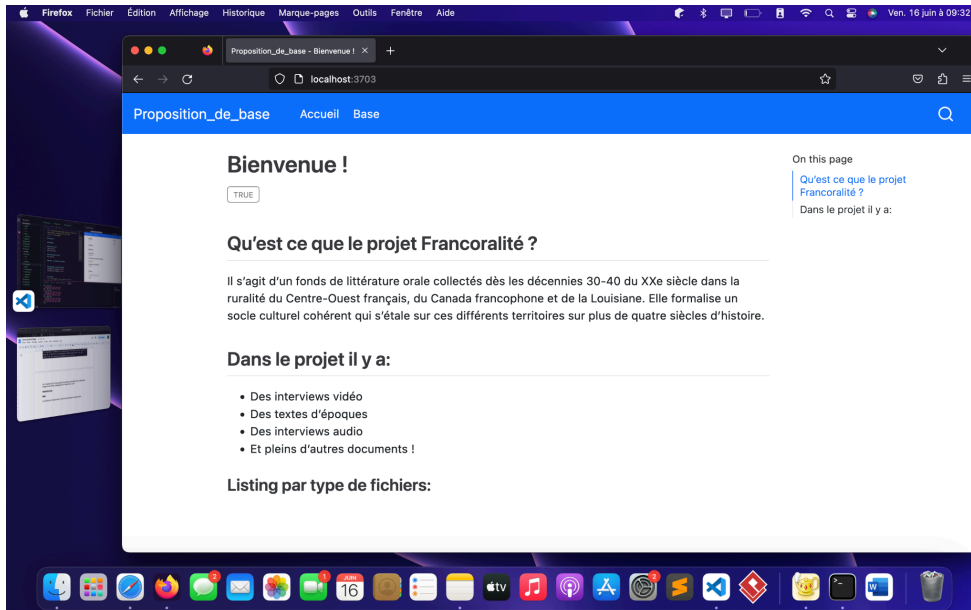 Firefox Fichier Édition Affichage Historique Marque-pages Outils Fenêtre Aide Ven. 16 juin à 09:32
Proposition_de_base - Bienvenue !
localhost:3703
Proposition_de_base Accueil Base
Bienvenue !
TRUE
Qu'est ce que le projet Francoralité ?
Il s'agit d'un fonds de littérature orale collectés dès les décennies 30-40 du XXe siècle dans la
ruralité du Centre-Ouest français, du Canada francophone et de la Louisiane. Elle formalise un
socle culturel cohérent qui s'étale sur ces différents territoires sur plus de quatre siècles d'histoire.
Dans le projet il y a:
• Des interviews vidéo
• Des textes d'époques
• Des interviews audio
• Et pleins d'autres documents !
Listing par type de fichiers:
On this page
Qu'est ce que le projet
Francoralité ?
Dans le projet il y a:
2
1
JUIN
16
tv
2